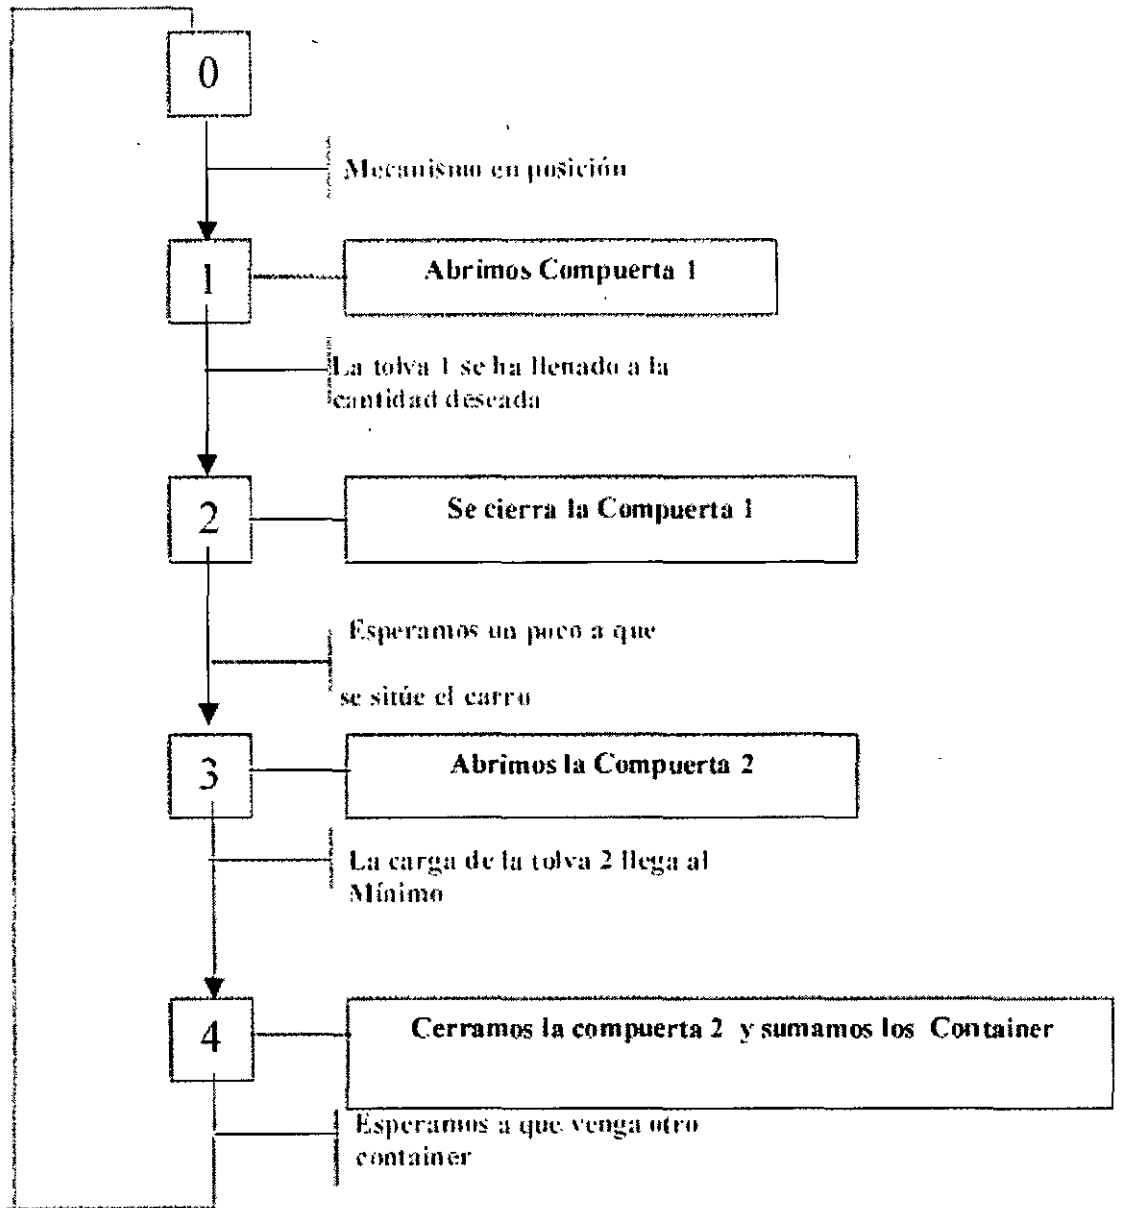 0
Mecanismo en posición
1
Abrimos Compuerta 1
La tolva 1 se ha llenado a la
cantidad deseada
2
Se cierra la Compuerta 1
Esperamos un poco a que
se sitúe el carro
3
Abrimos la Compuerta 2
La carga de la tolva 2 llega al
Mínimo
4
Cerramos la compuerta 2 y sumamos los Container
Esperamos a que venga otro
container